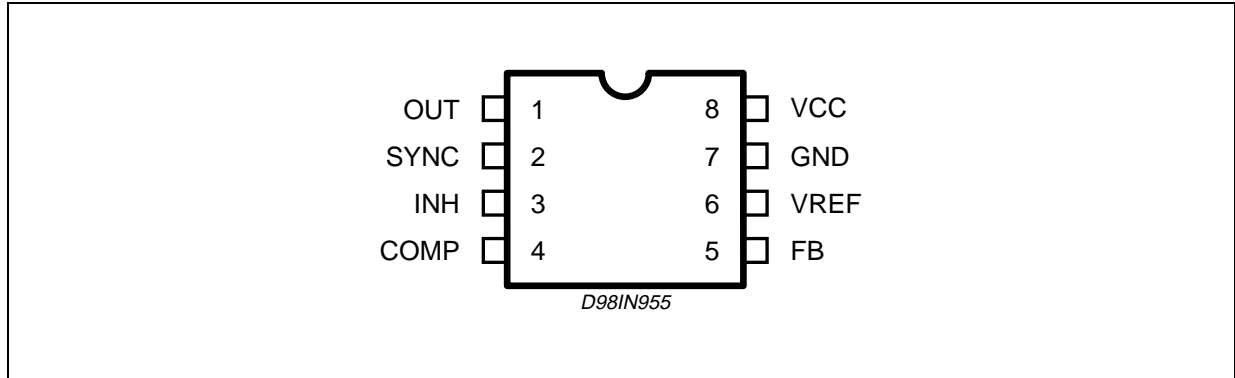 OUT 1 8 VCC
SYNC 2 7 GND
INH 3 6 VREF
COMP 4 5 FB
D98IN955